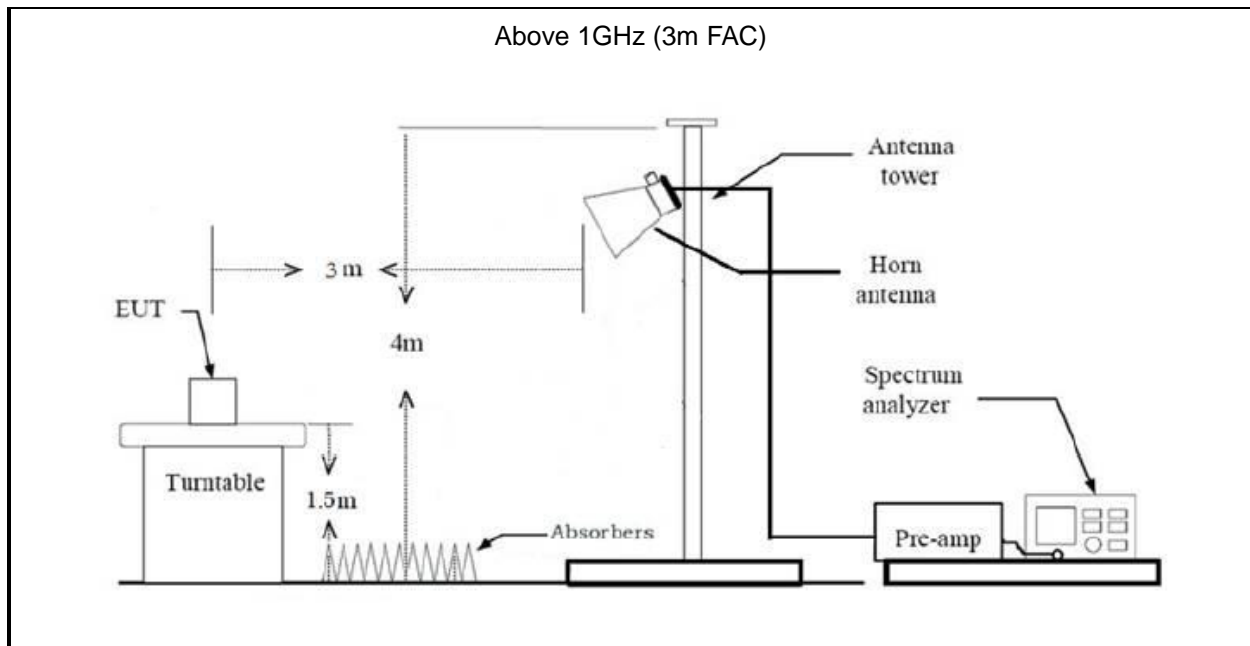 Above 1GHz (3m FAC)
Antenna
tower
3 m
Horn
antenna
EUT
4m
Spectrum
analyzer
Turntable
1.5m
Absorbers
Pre-amp